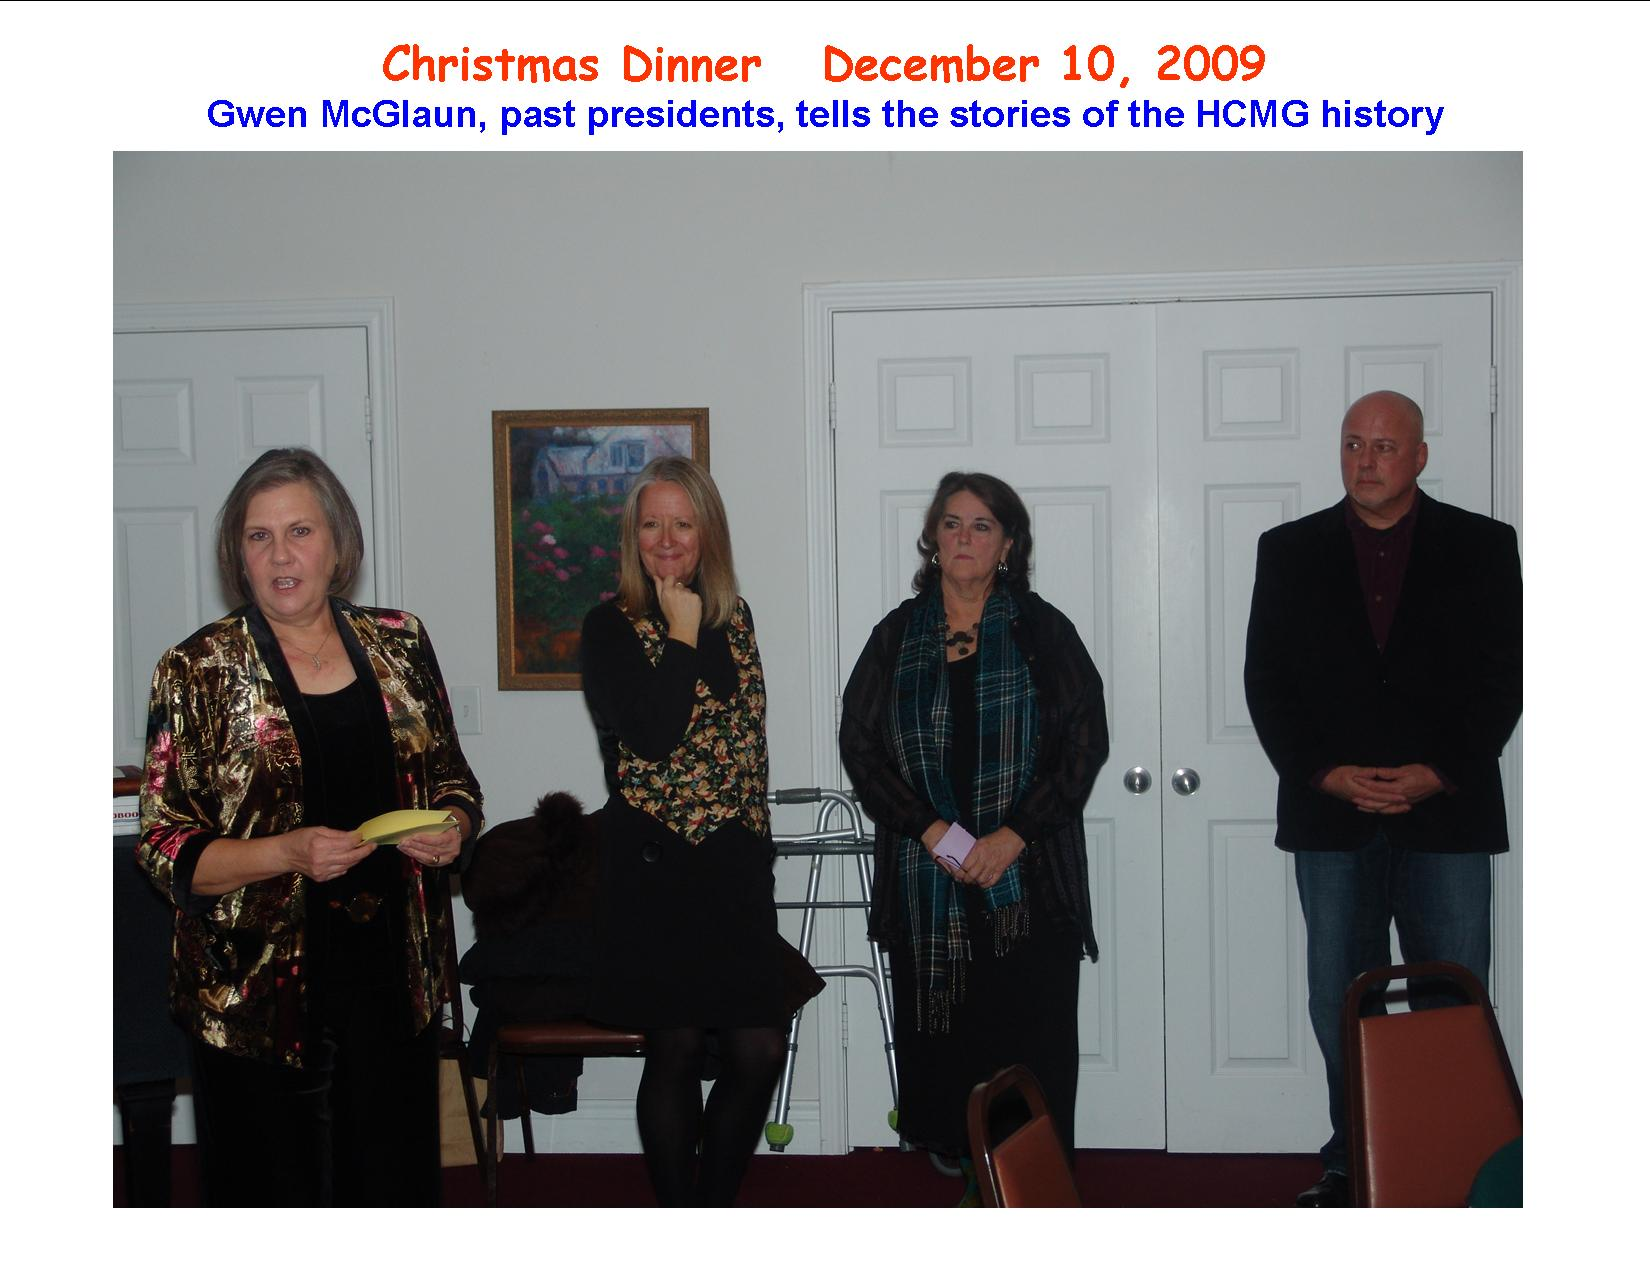 Christmas Dinner December 10, 2009
Gwen McGlaun, past presidents, tells the stories of the HCMG history